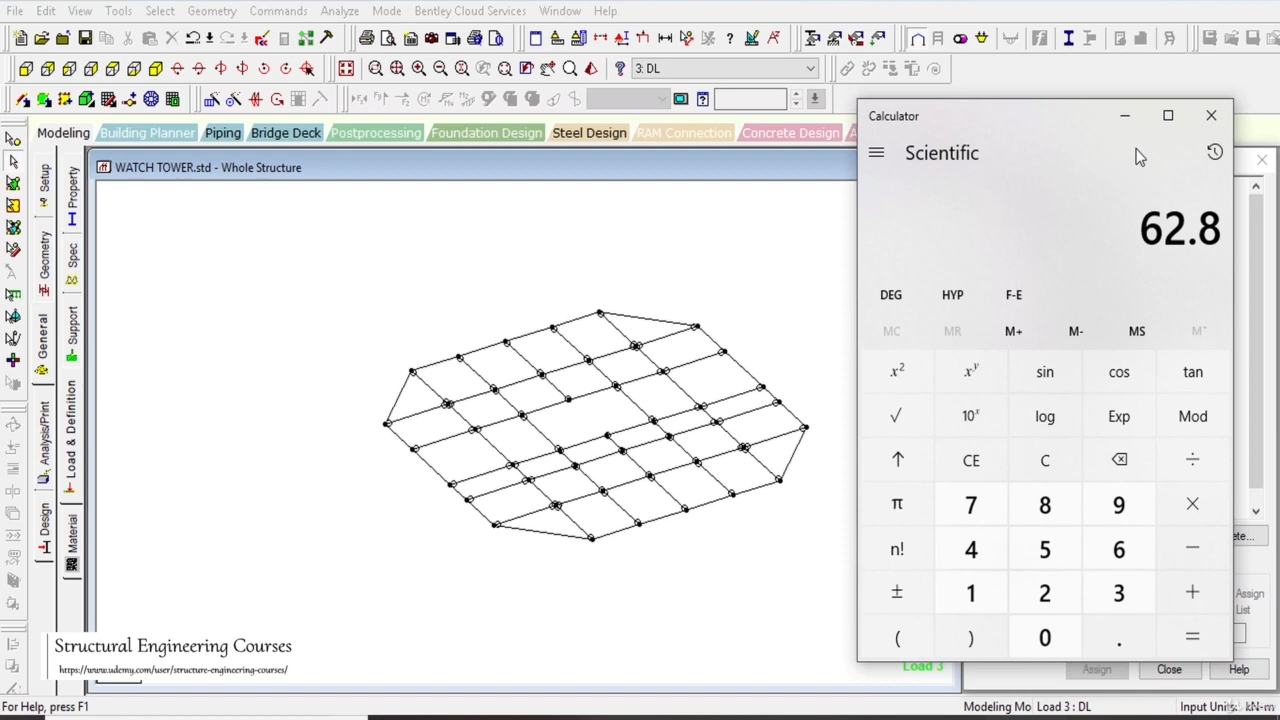 File Edit View Tools Select Geometry Commands Analyze Mode Bentley Cloud Services Window Help
3: DL
Modeling Building Planner Piping Bridge Deck Postprocessing Foundation Design Steel Design RAM Connection Concrete Design
WATCH TOWER.std - Whole Structure
Setup
Geometry
General
Analysis/Print
Design
Property
Spec
Support
Load & Definition
Material
Calculator
Scientific
62.8
DEG HYP F-E
MC MR M+ M- MS M˅
x² xʸ sin cos tan
√ 10ˣ log Exp Mod
↑ CE C ⌫ ÷
π 7 8 9 ×
n! 4 5 6 −
± 1 2 3 +
( ) 0 . =
Assign
List
Load 3
Assign Close Help
Structural Engineering Courses
https://www.udemy.com/user/structure-engineering-courses/
For Help, press F1
Modeling Mo Load 3 : DL Input Units: kN-m